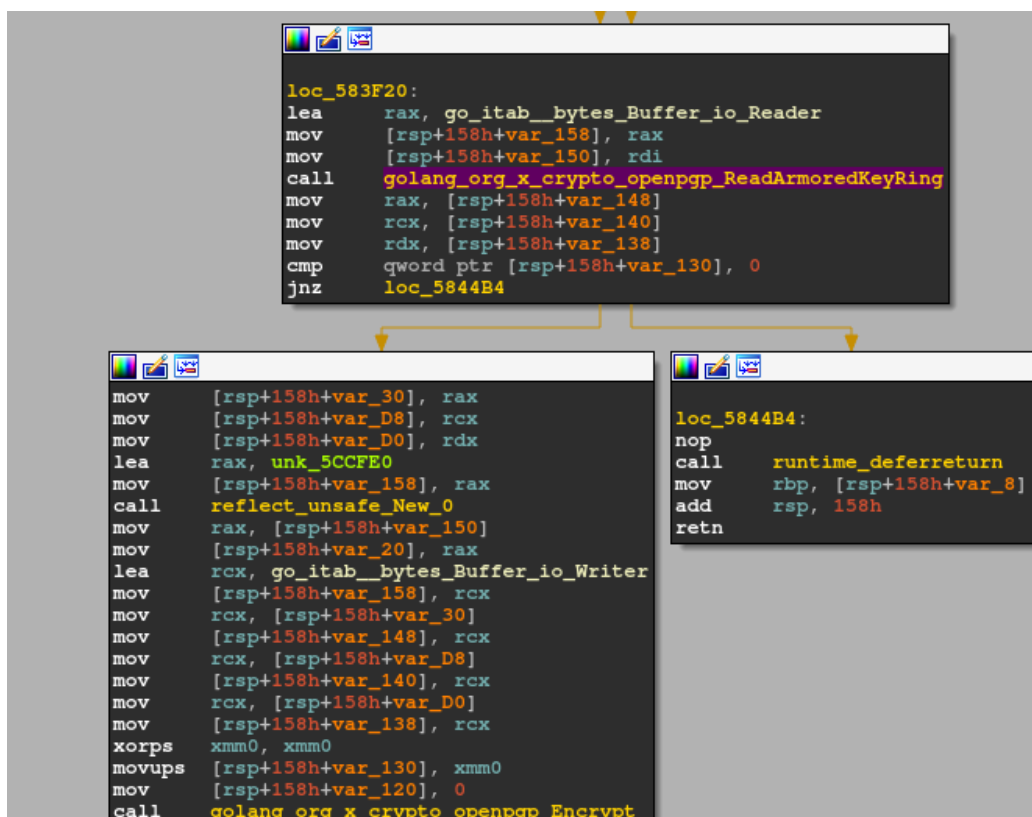 loc_583F20:
lea rax, go_itab__bytes_Buffer_io_Reader
mov [rsp+158h+var_158], rax
mov [rsp+158h+var_150], rdi
call golang_org_x_crypto_openpgp_ReadArmoredKeyRing
mov rax, [rsp+158h+var_148]
mov rcx, [rsp+158h+var_140]
mov rdx, [rsp+158h+var_138]
cmp qword ptr [rsp+158h+var_130], 0
jnz loc_5844B4
mov [rsp+158h+var_30], rax
mov [rsp+158h+var_D8], rcx
mov [rsp+158h+var_D0], rdx
lea rax, unk_5CCFE0
mov [rsp+158h+var_158], rax
call reflect_unsafe_New_0
mov rax, [rsp+158h+var_150]
mov [rsp+158h+var_20], rax
lea rcx, go_itab__bytes_Buffer_io_Writer
mov [rsp+158h+var_158], rcx
mov rcx, [rsp+158h+var_30]
mov [rsp+158h+var_148], rcx
mov rcx, [rsp+158h+var_D8]
mov [rsp+158h+var_140], rcx
mov rcx, [rsp+158h+var_D0]
mov [rsp+158h+var_138], rcx
xorps xmm0, xmm0
movups [rsp+158h+var_130], xmm0
mov [rsp+158h+var_120], 0
call golang_org_x_crypto_openpgp_Encrypt
loc_5844B4:
nop
call runtime_deferreturn
mov rbp, [rsp+158h+var_8]
add rsp, 158h
retn